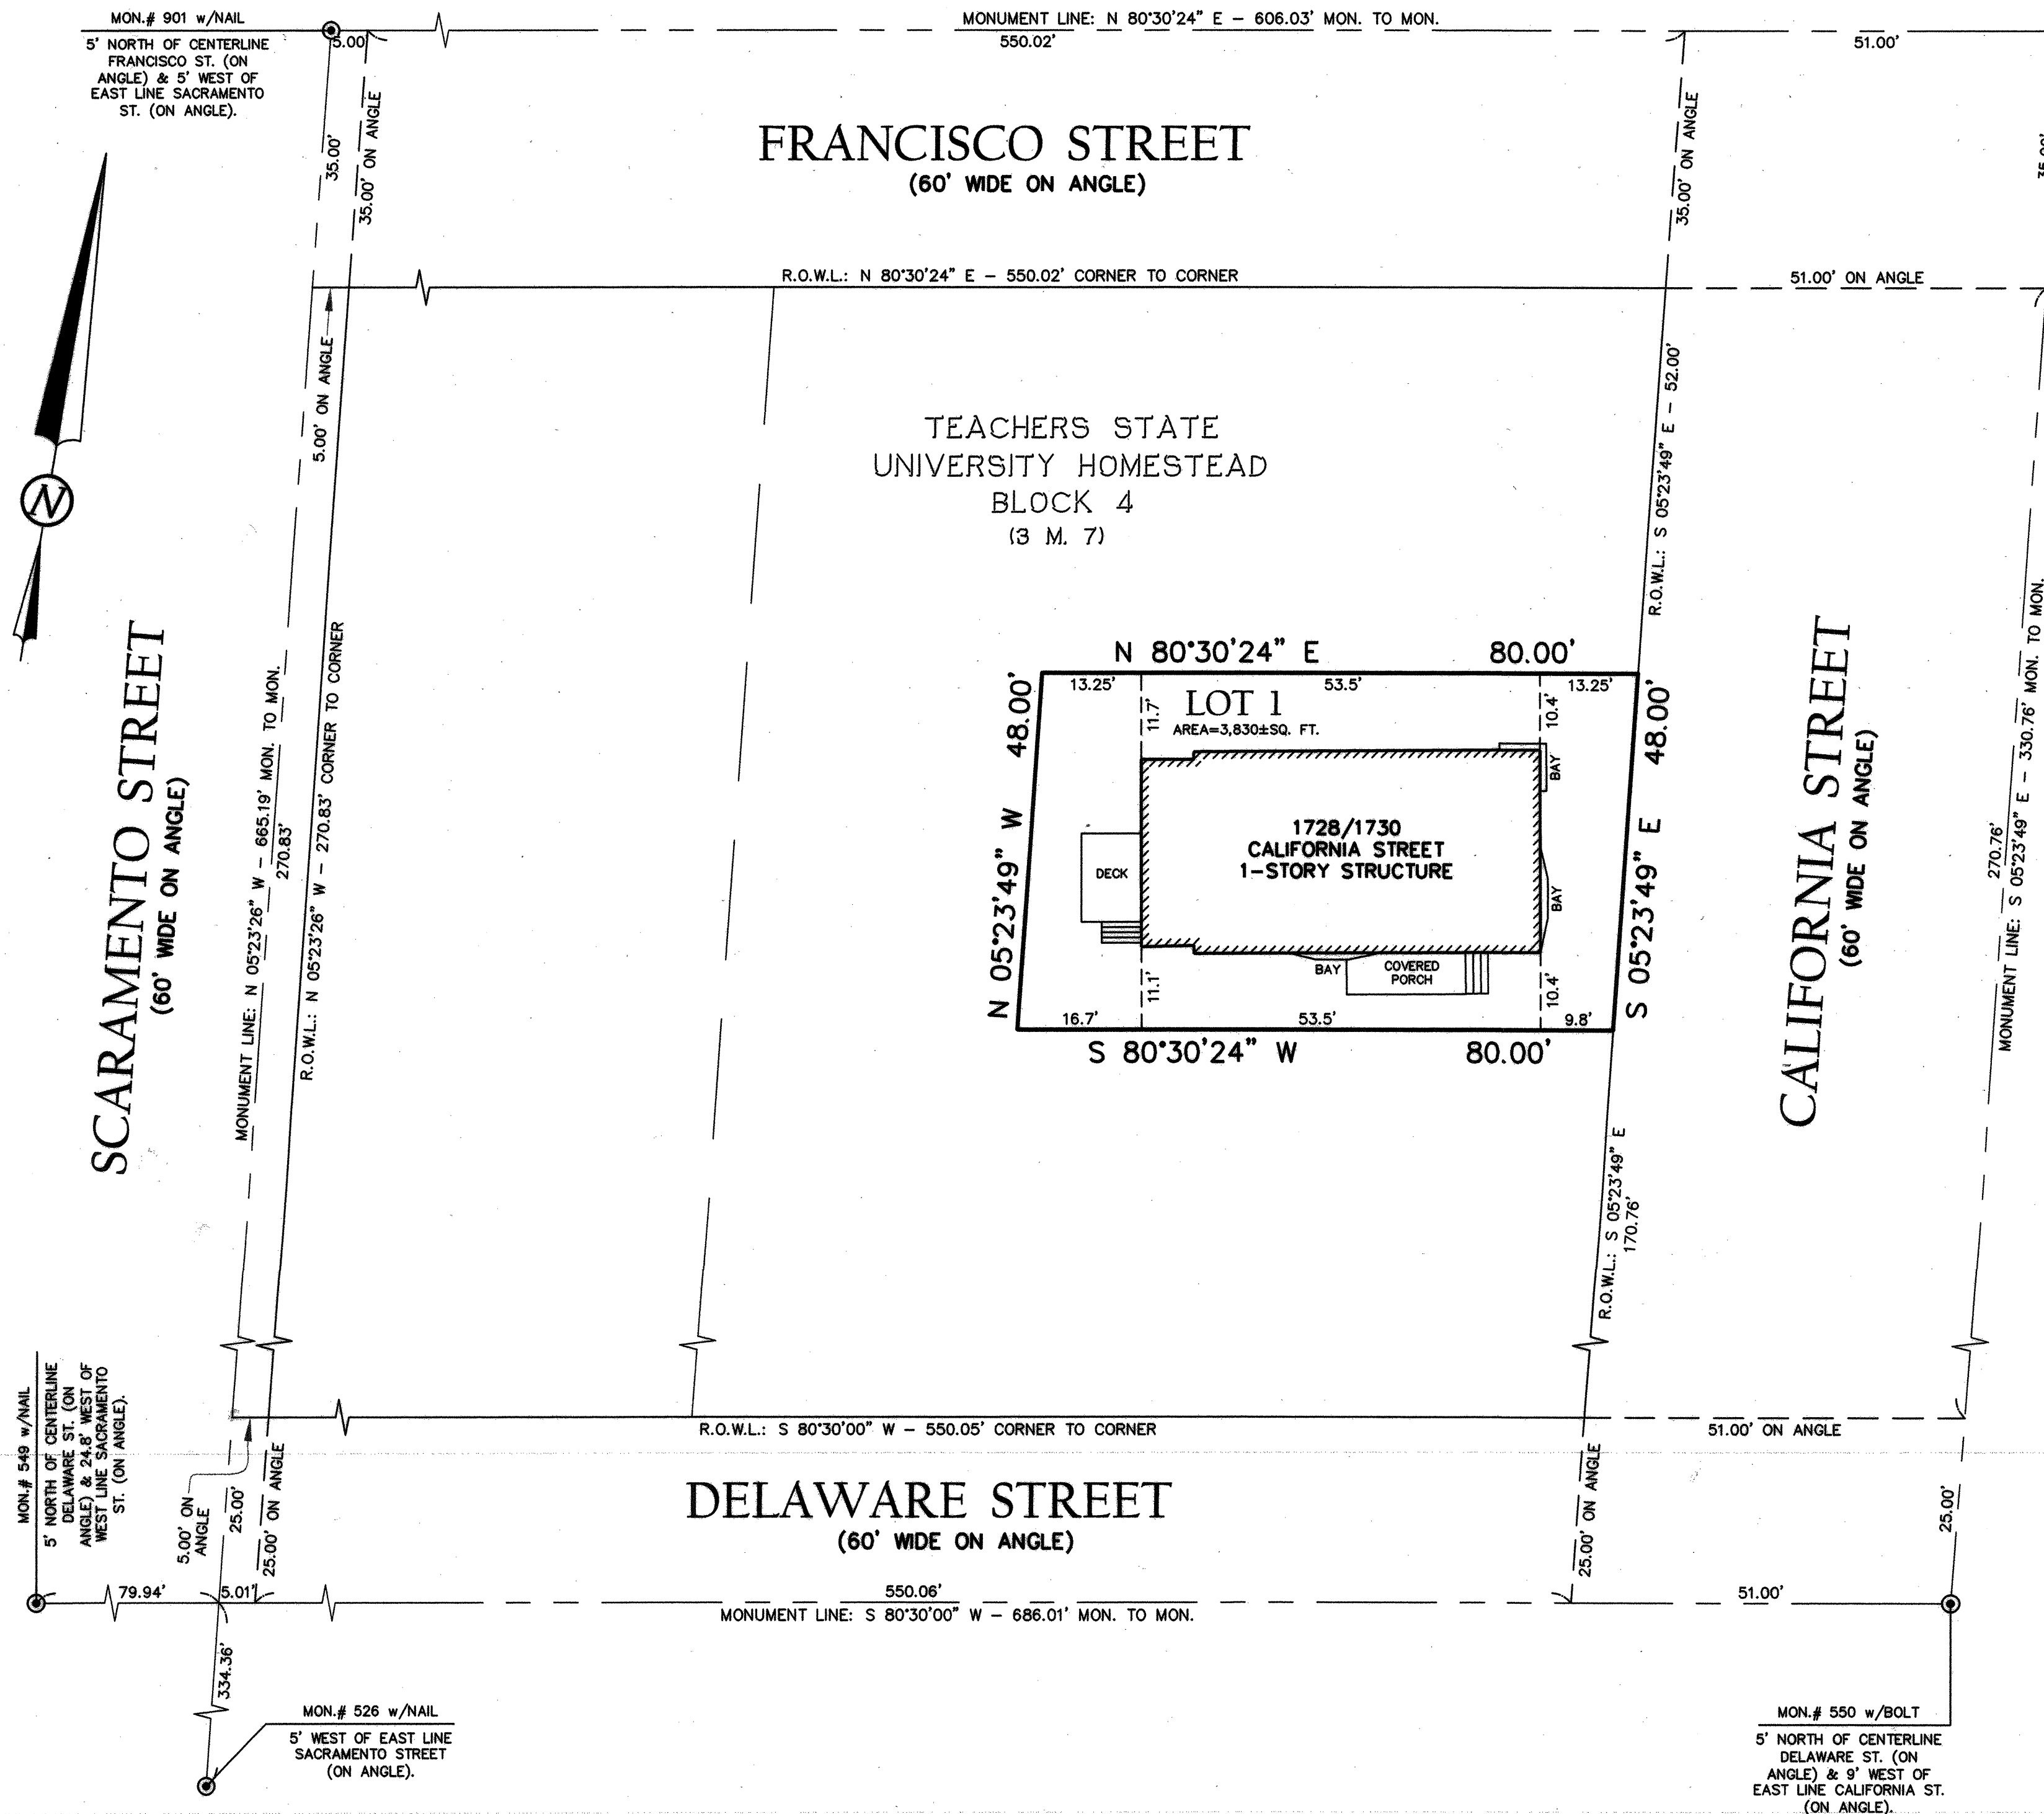 MON.# 901 w/NAIL
5' NORTH OF CENTERLINE
FRANCISCO ST. (ON
ANGLE) & 5' WEST OF
EAST LINE SACRAMENTO
ST. (ON ANGLE).
MONUMENT LINE: N 80°30'24" E – 606.03' MON. TO MON.
5.00'
550.02'
51.00'
35.00'
35.00' ON ANGLE
FRANCISCO STREET
(60' WIDE ON ANGLE)
35.00' ON ANGLE
35.00'
R.O.W.L.: N 80°30'24" E – 550.02' CORNER TO CORNER
51.00' ON ANGLE
5.00' ON ANGLE
N
TEACHERS STATE
UNIVERSITY HOMESTEAD
BLOCK 4
(3 M. 7)
R.O.W.L.: S 05°23'49" E – 52.00'
SCARAMENTO STREET
(60' WIDE ON ANGLE)
MONUMENT LINE: N 05°23'26" W – 665.19' MON. TO MON.
270.83'
R.O.W.L.: N 05°23'26" W – 270.83' CORNER TO CORNER
N 80°30'24" E 80.00'
13.25'
53.5'
13.25'
LOT 1
AREA=3,830±SQ. FT.
11.7'
10.4'
N 05°23'49" W 48.00'
S 05°23'49" E 48.00'
BAY
1728/1730
CALIFORNIA STREET
1-STORY STRUCTURE
DECK
BAY
BAY
COVERED
PORCH
11.1'
10.4'
16.7'
53.5'
9.8'
S 80°30'24" W 80.00'
CALIFORNIA STREET
(60' WIDE ON ANGLE)
270.76'
MONUMENT LINE: S 05°23'49" E – 330.76' MON. TO MON.
R.O.W.L.: S 05°23'49" E
170.76'
R.O.W.L.: S 80°30'00" W – 550.05' CORNER TO CORNER
51.00' ON ANGLE
MON.# 549 w/NAIL
5' NORTH OF CENTERLINE
DELAWARE ST. (ON
ANGLE) & 24.8' WEST OF
WEST LINE SACRAMENTO
ST. (ON ANGLE).
5.00' ON
ANGLE
25.00'
25.00' ON ANGLE
DELAWARE STREET
(60' WIDE ON ANGLE)
25.00' ON ANGLE
25.00'
79.94'
5.01'
550.06'
51.00'
MONUMENT LINE: S 80°30'00" W – 686.01' MON. TO MON.
334.36'
MON.# 526 w/NAIL
5' WEST OF EAST LINE
SACRAMENTO STREET
(ON ANGLE).
MON.# 550 w/BOLT
5' NORTH OF CENTERLINE
DELAWARE ST. (ON
ANGLE) & 9' WEST OF
EAST LINE CALIFORNIA ST.
(ON ANGLE).